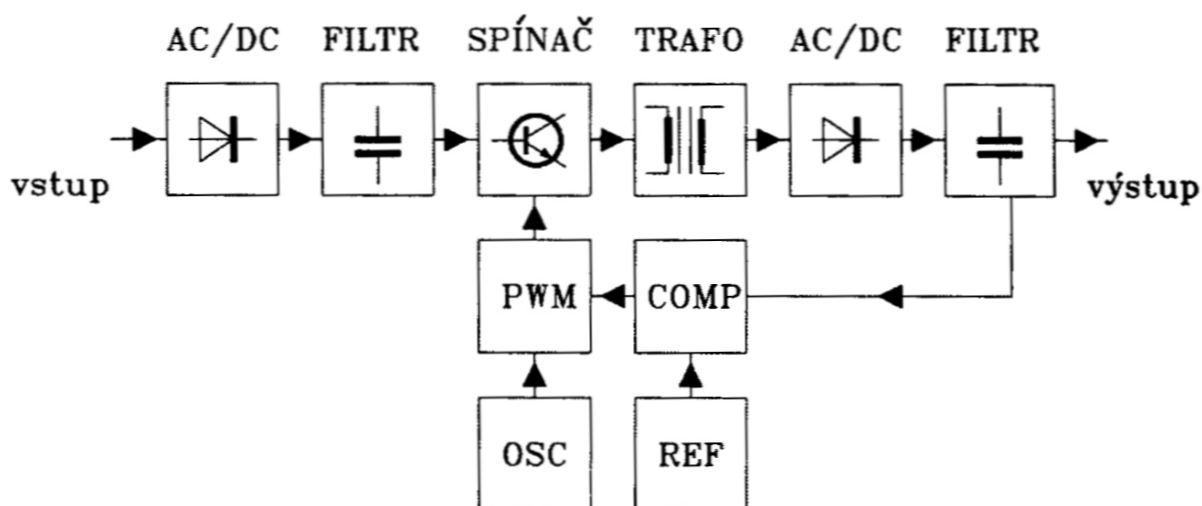 AC/DC FILTR SPÍNAČ TRAFO AC/DC FILTR
vstup výstup
PWM COMP
OSC REF